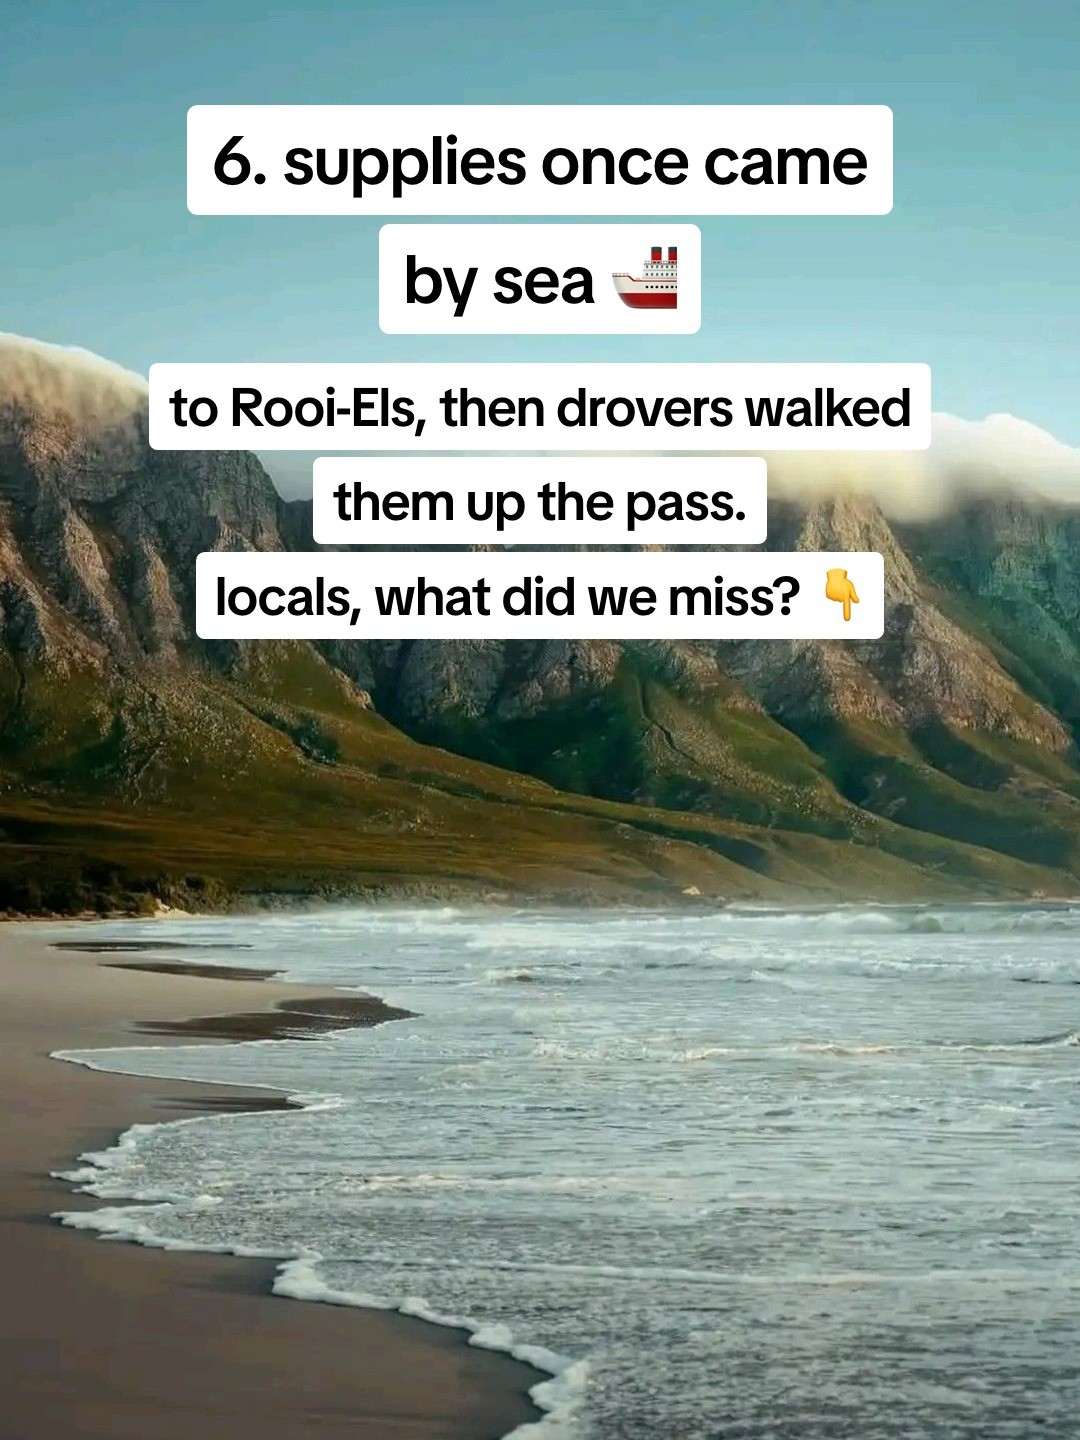 6. supplies once came
by sea 🚢
to Rooi-Els, then drovers walked
them up the pass.
locals, what did we miss? 👇